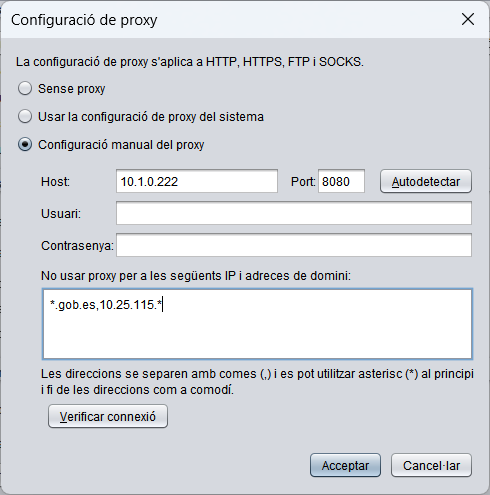 Configuració de proxy
La configuració de proxy s'aplica a HTTP, HTTPS, FTP i SOCKS.
Sense proxy
Usar la configuració de proxy del sistema
Configuració manual del proxy
Host: 10.1.0.222 Port: 8080 Autodetectar
Usuari:
Contrasenya:
No usar proxy per a les següents IP i adreces de domini:
*.gob.es,10.25.115.*
Les direccions se separen amb comes (,) i es pot utilitzar asterisc (*) al principi
i fi de les direccions com a comodí.
Verificar connexió
Acceptar Cancel·lar